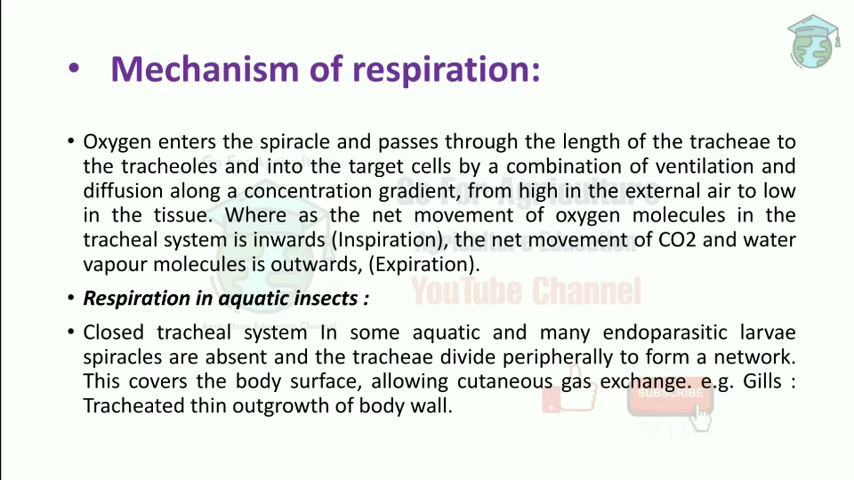 • Mechanism of respiration:
• Oxygen enters the spiracle and passes through the length of the tracheae to
the tracheoles and into the target cells by a combination of ventilation and
diffusion along a concentration gradient, from high in the external air to low
in the tissue. Where as the net movement of oxygen molecules in the
tracheal system is inwards (Inspiration), the net movement of CO2 and water
vapour molecules is outwards, (Expiration).
• Respiration in aquatic insects :
• Closed tracheal system In some aquatic and many endoparasitic larvae
spiracles are absent and the tracheae divide peripherally to form a network.
This covers the body surface, allowing cutaneous gas exchange. e.g. Gills :
Tracheated thin outgrowth of body wall.
Go For Agriculture
Agriculture Education
YouTube Channel
SUBSCRIBE